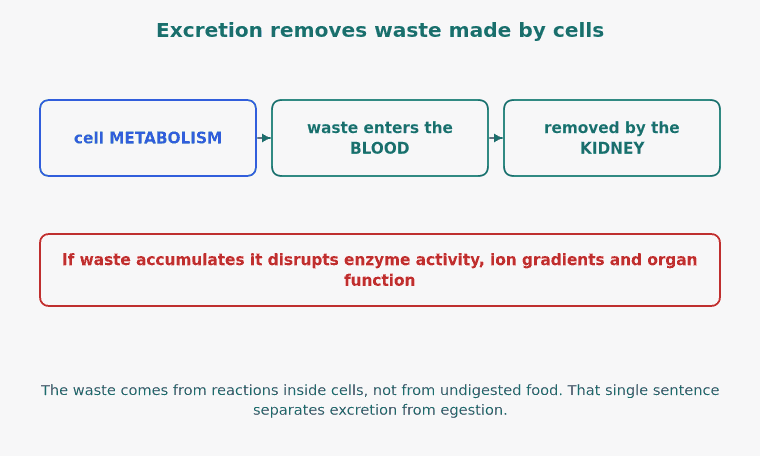 Excretion removes waste made by cells
cell METABOLISM
waste enters the
BLOOD
removed by the
KIDNEY
If waste accumulates it disrupts enzyme activity, ion gradients and organ
function
The waste comes from reactions inside cells, not from undigested food. That single sentence
separates excretion from egestion.